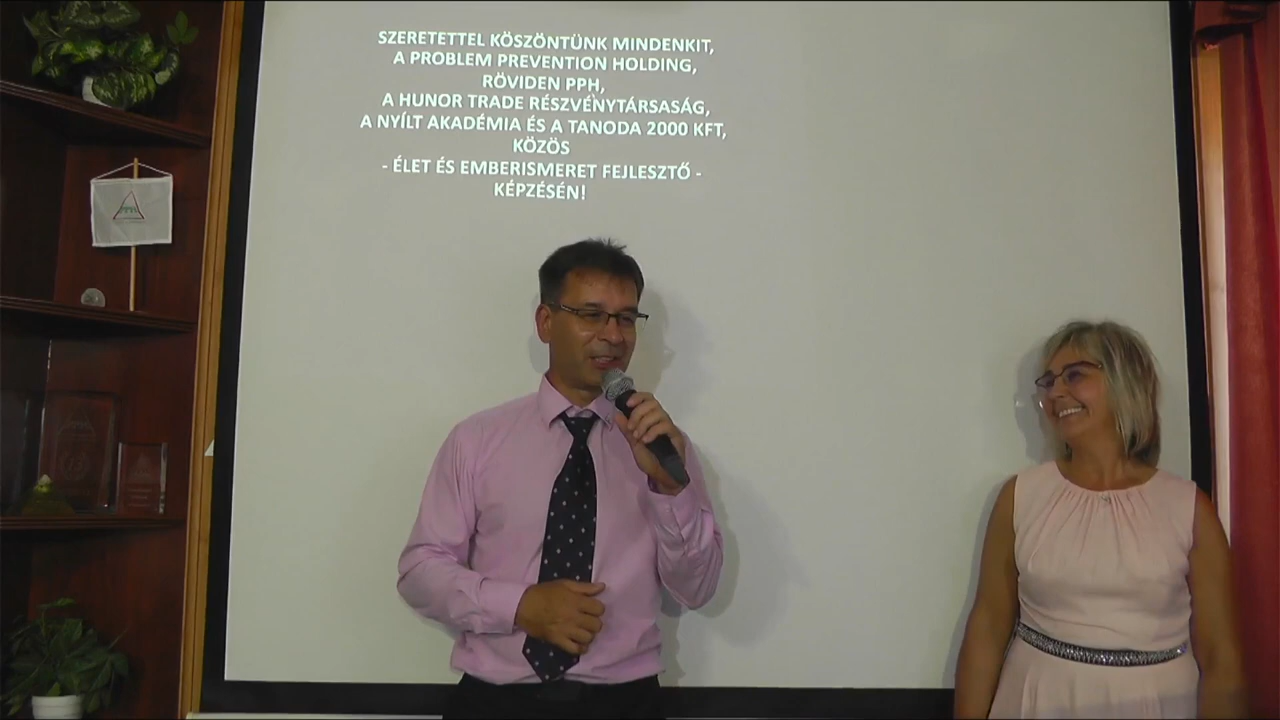 SZERETETTEL KÖSZÖNTÜNK MINDENKIT,
A PROBLEM PREVENTION HOLDING,
RÖVIDEN PPH,
A HUNOR TRADE RÉSZVÉNYTÁRSASÁG,
A NYÍLT AKADÉMIA ÉS A TANODA 2000 KFT,
KÖZÖS
- ÉLET ÉS EMBERISMERET FEJLESZTŐ -
KÉPZÉSÉN!